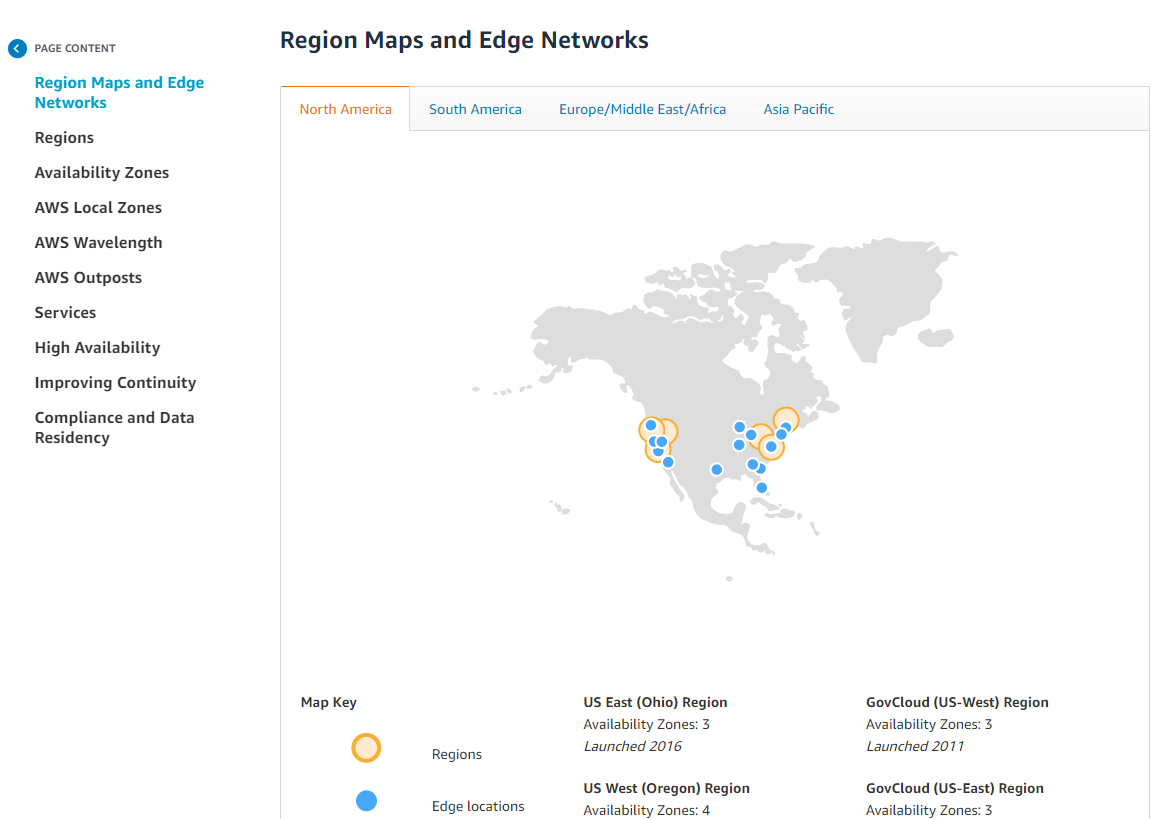 PAGE CONTENT
Region Maps and Edge
Networks
Regions
Availability Zones
AWS Local Zones
AWS Wavelength
AWS Outposts
Services
High Availability
Improving Continuity
Compliance and Data
Residency
Region Maps and Edge Networks
North America
South America
Europe/Middle East/Africa
Asia Pacific
Map Key
Regions
Edge locations
US East (Ohio) Region
Availability Zones: 3
Launched 2016
US West (Oregon) Region
Availability Zones: 4
GovCloud (US-West) Region
Availability Zones: 3
Launched 2011
GovCloud (US-East) Region
Availability Zones: 3